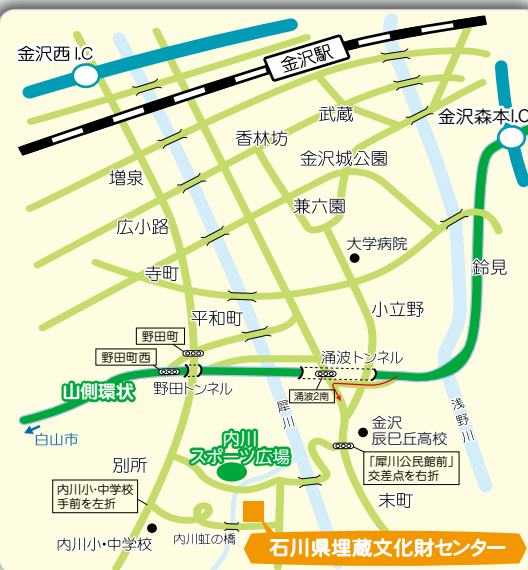 金沢西I.C
金沢駅
武蔵
金沢森本I.C
香林坊
金沢城公園
増泉
兼六園
広小路
大学病院
寺町
鈴見
小立野
平和町
野田町
野田町西
涌波トンネル
野田トンネル
山側環状
涌波2南
犀川
浅野川
白山市
金沢
辰巳丘高校
内川
スポーツ広場
別所
「犀川公民館前」
交差点を右折
内川小・中学校
手前を左折
末町
内川小・中学校
内川虹の橋
石川県埋蔵文化財センター